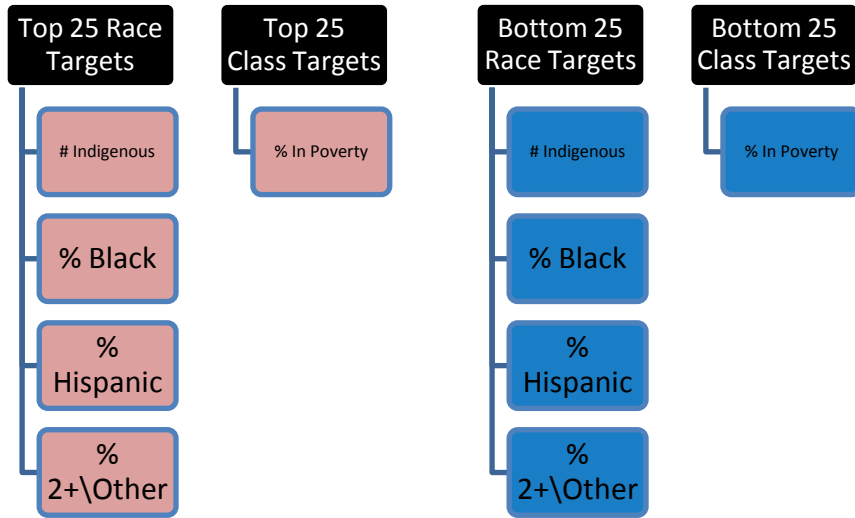 Top 25 Race
Targets
# Indigenous
% Black
%
Hispanic
%
2+\Other
Top 25
Class Targets
% In Poverty
Bottom 25
Race Targets
# Indigenous
% Black
%
Hispanic
%
2+\Other
Bottom 25
Class Targets
% In Poverty